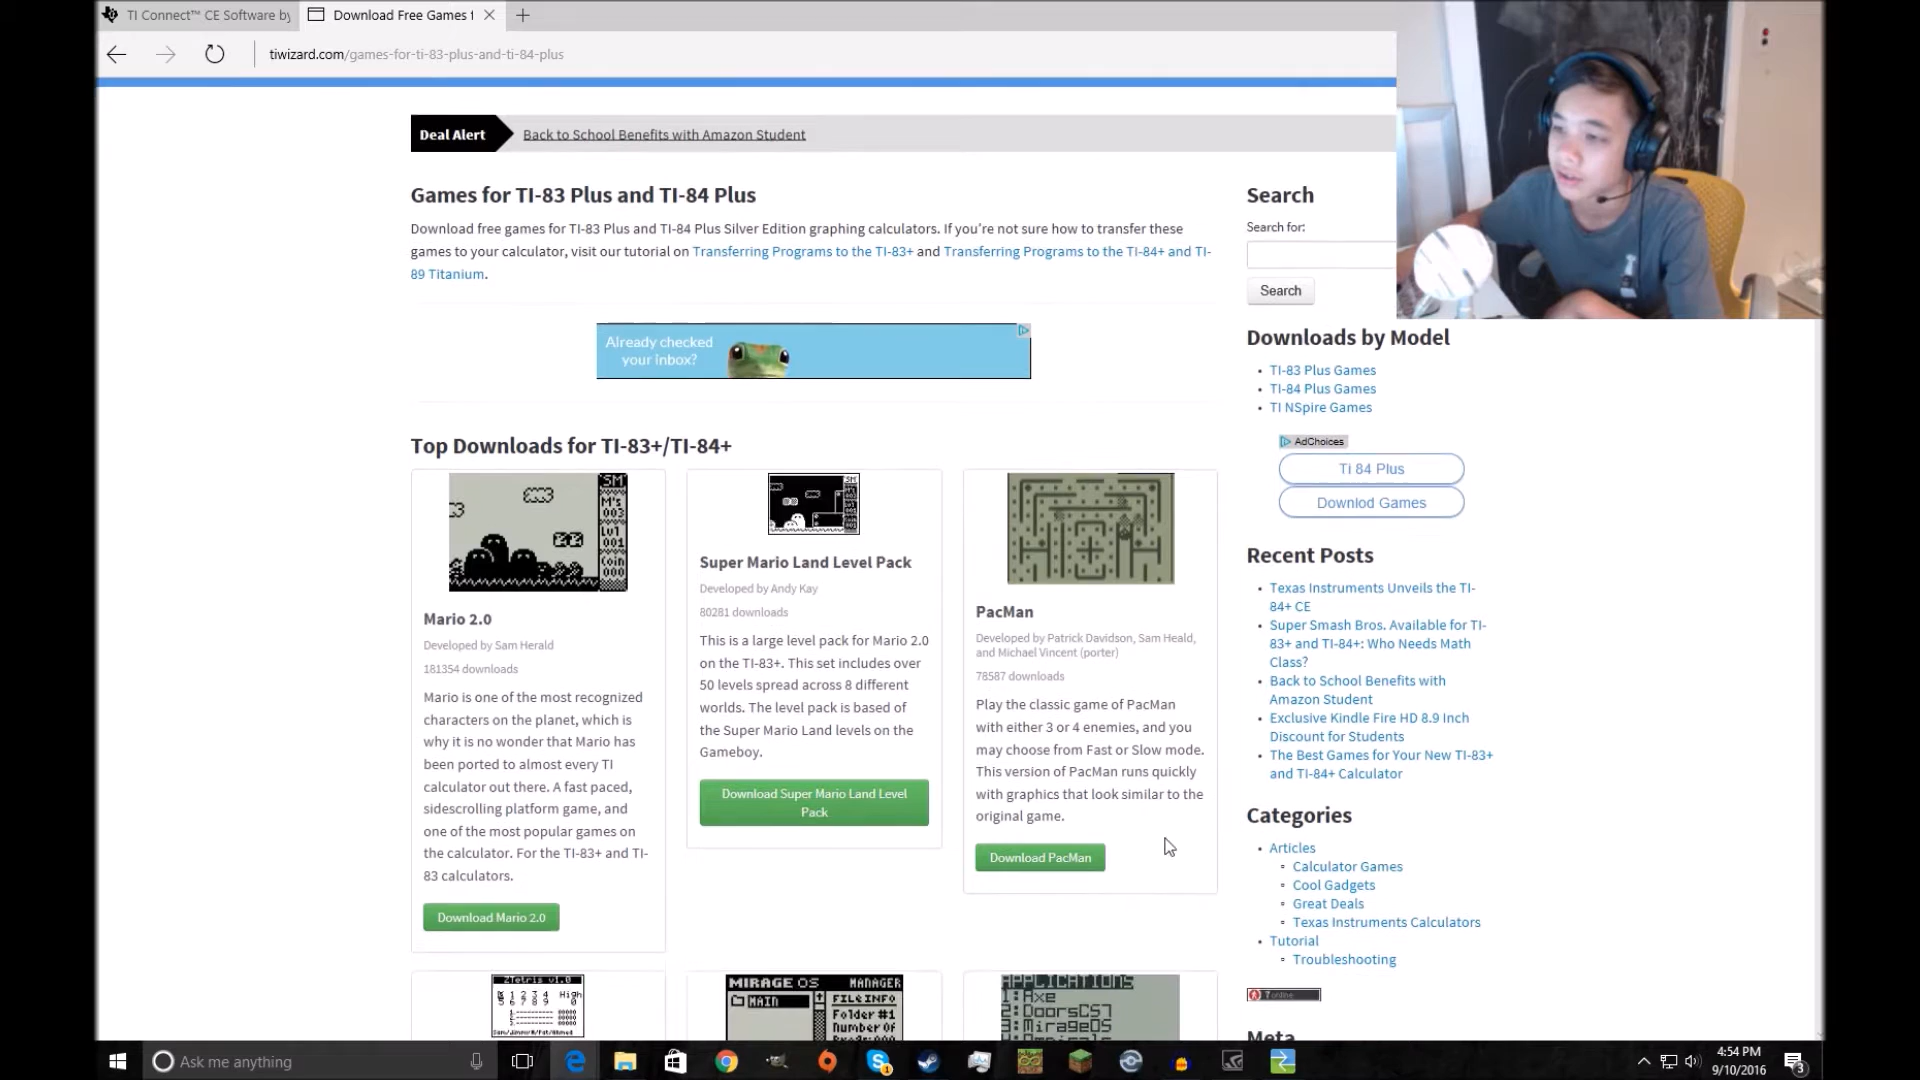 TI Connect™ CE Software by
Download Free Games f
tiwizard.com/games-for-ti-83-plus-and-ti-84-plus
Deal Alert
Back to School Benefits with Amazon Student
Games for TI-83 Plus and TI-84 Plus
Download free games for TI-83 Plus and TI-84 Plus Silver Edition graphing calculators. If you're not sure how to transfer these
games to your calculator, visit our tutorial on Transferring Programs to the TI-83+ and Transferring Programs to the TI-84+ and TI-
89 Titanium.
Already checked
your inbox?
Top Downloads for TI-83+/TI-84+
SM
M's
003
Lvl
001
Coin
000
Mario 2.0
Developed by Sam Herald
181354 downloads
Mario is one of the most recognized
characters on the planet, which is
why it is no wonder that Mario has
been ported to almost every TI
calculator out there. A fast paced,
sidescrolling platform game, and
one of the most popular games on
the calculator. For the TI-83+ and TI-
83 calculators.
Download Mario 2.0
Super Mario Land Level Pack
Developed by Andy Kay
80281 downloads
This is a large level pack for Mario 2.0
on the TI-83+. This set includes over
50 levels spread across 8 different
worlds. The level pack is based of
the Super Mario Land levels on the
Gameboy.
Download Super Mario Land Level
Pack
PacMan
Developed by Patrick Davidson, Sam Heald,
and Michael Vincent (porter)
78587 downloads
Play the classic game of PacMan
with either 3 or 4 enemies, and you
may choose from Fast or Slow mode.
This version of PacMan runs quickly
with graphics that look similar to the
original game.
Download PacMan
ZTetris v1.0
High
MIRAGE OS MANAGER
MAIN
FILE INFO
Folder #1
Number Of
APPLICATIONS
1:Axe
2:DoorsCS7
3:MirageOS
Search
Search for:
Search
Downloads by Model
TI-83 Plus Games
TI-84 Plus Games
TI NSpire Games
AdChoices
Ti 84 Plus
Downlod Games
Recent Posts
Texas Instruments Unveils the TI-
84+ CE
Super Smash Bros. Available for TI-
83+ and TI-84+: Who Needs Math
Class?
Back to School Benefits with
Amazon Student
Exclusive Kindle Fire HD 8.9 Inch
Discount for Students
The Best Games for Your New TI-83+
and TI-84+ Calculator
Categories
Articles
Calculator Games
Cool Gadgets
Great Deals
Texas Instruments Calculators
Tutorial
Troubleshooting
7 online
Meta
Ask me anything
4:54 PM
9/10/2016
3